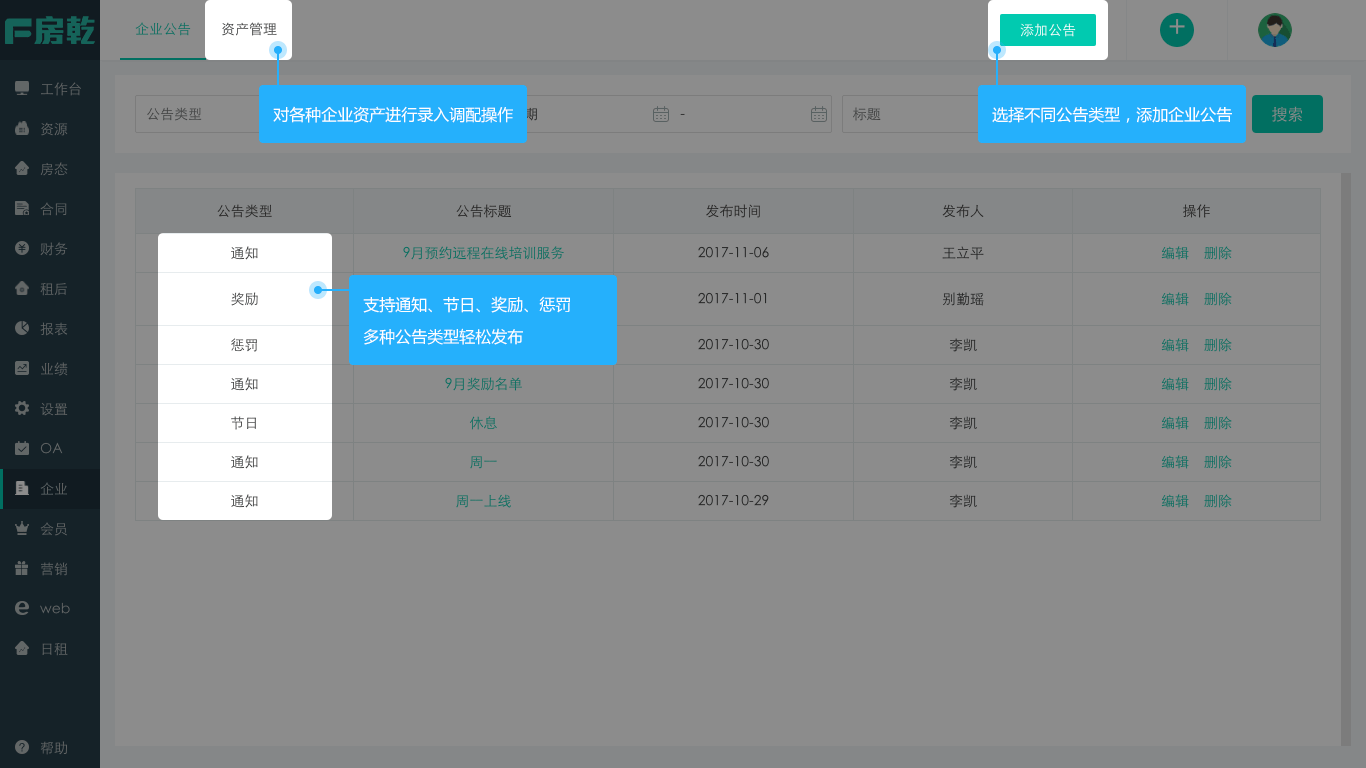 房乾
企业公告
资产管理
添加公告
工作台
资源
房态
合同
财务
租后
报表
业绩
设置
OA
企业
会员
营销
web
日租
帮助
公告类型
对各种企业资产进行录入调配操作
期
-
标题
选择不同公告类型，添加企业公告
搜索
公告类型 公告标题 发布时间 发布人 操作
通知 9月预约远程在线培训服务 2017-11-06 王立平 编辑 删除
奖励 2017-11-01 别勤瑶 编辑 删除
支持通知、节日、奖励、惩罚
多种公告类型轻松发布
惩罚 2017-10-30 李凯 编辑 删除
通知 9月奖励名单 2017-10-30 李凯 编辑 删除
节日 休息 2017-10-30 李凯 编辑 删除
通知 周一 2017-10-30 李凯 编辑 删除
通知 周一上线 2017-10-29 李凯 编辑 删除